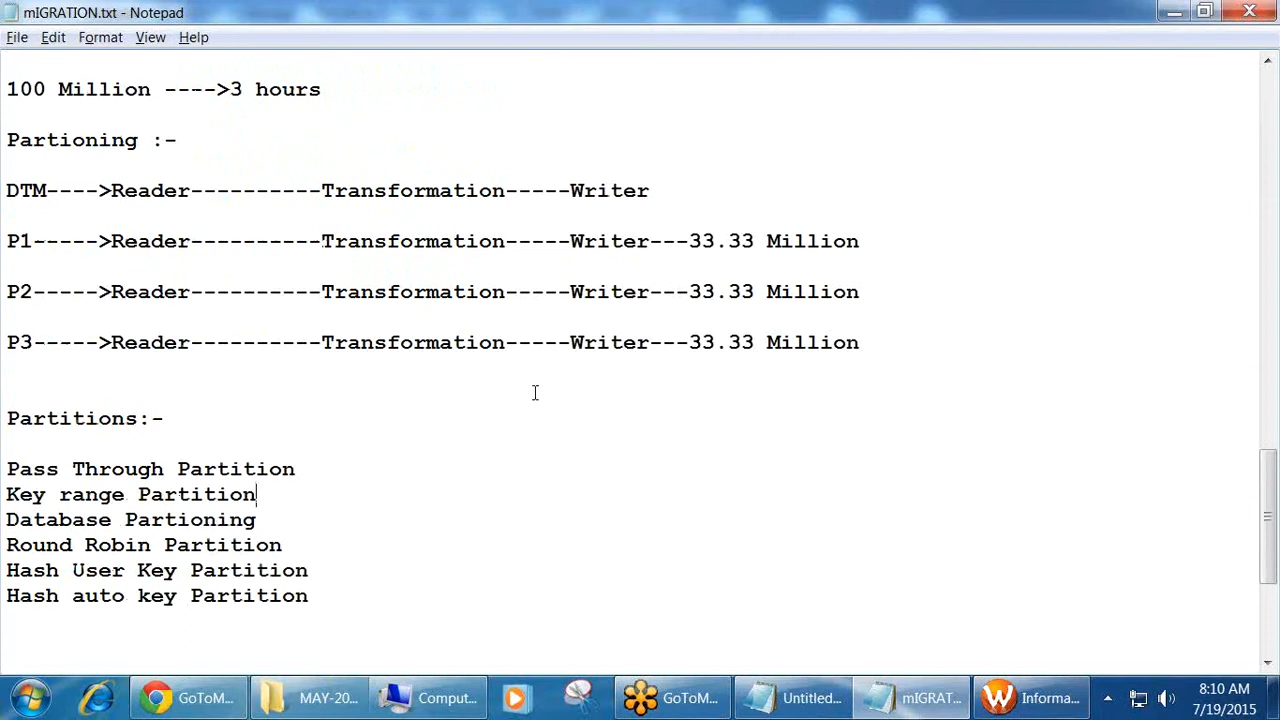 mIGRATION.txt - Notepad
File Edit Format View Help
100 Million ---->3 hours
Partioning :-
DTM---->Reader----------Transformation-----Writer
P1----->Reader----------Transformation-----Writer---33.33 Million
P2----->Reader----------Transformation-----Writer---33.33 Million
P3----->Reader----------Transformation-----Writer---33.33 Million
Partitions:-
Pass Through Partition
Key range Partition
Database Partioning
Round Robin Partition
Hash User Key Partition
Hash auto key Partition
GoToM... MAY-20... Comput... GoToM... Untitled... mIGRAT... Informa... 8:10 AM
7/19/2015